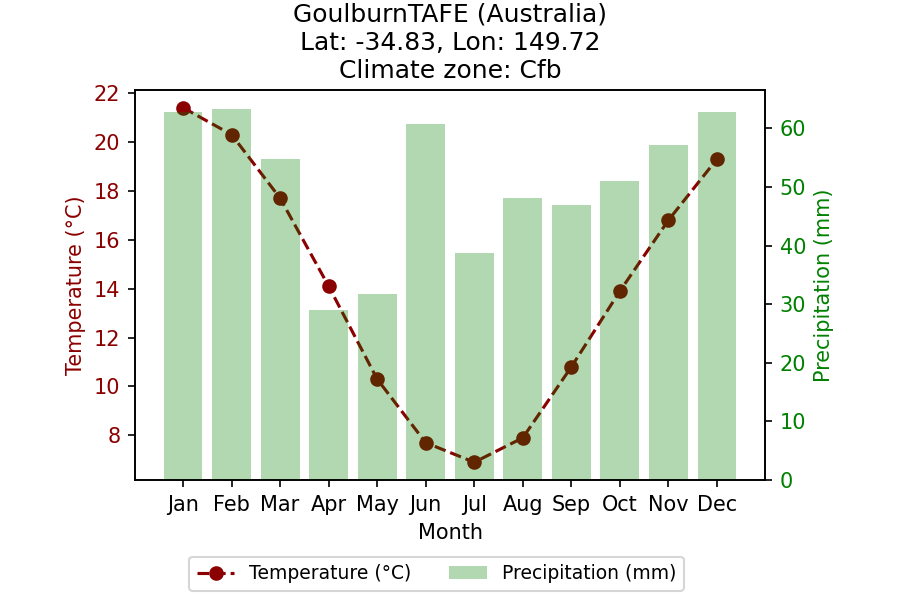 GoulburnTAFE (Australia)
Lat: -34.83, Lon: 149.72
Climate zone: Cfb
22
20
18
16
14
12
10
8
Temperature (°C)
60
50
40
30
20
10
0
Precipitation (mm)
Jan Feb Mar Apr May Jun Jul Aug Sep Oct Nov Dec
Month
Temperature (°C) Precipitation (mm)